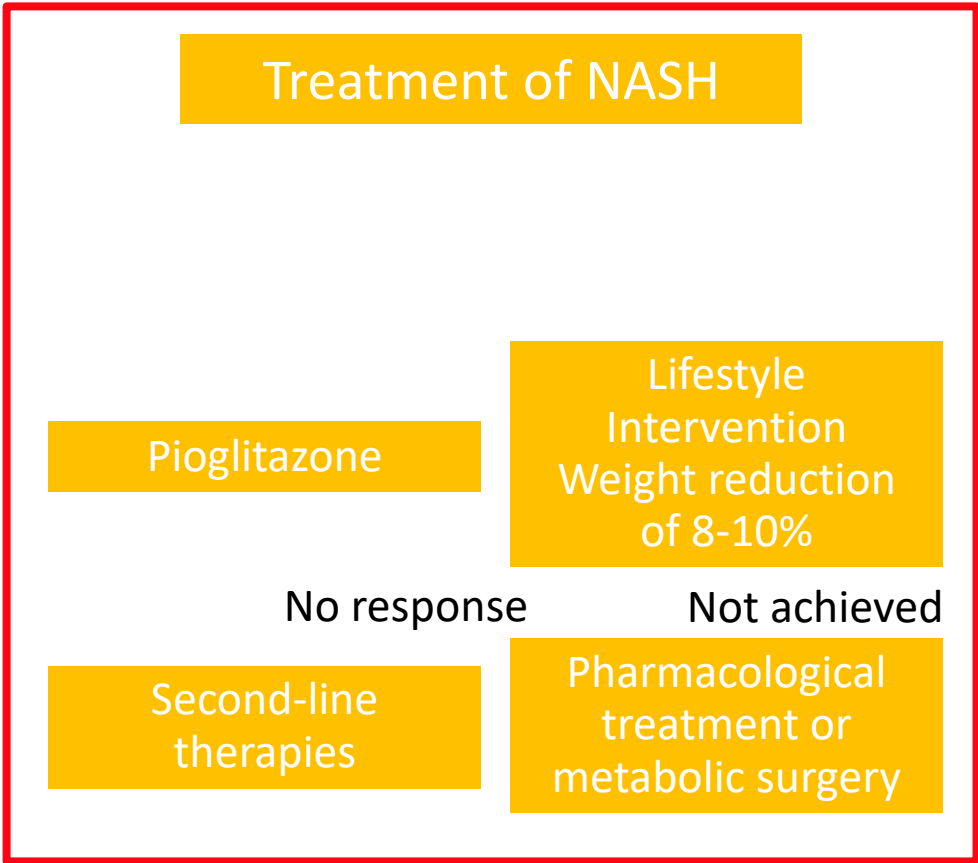 Treatment of NASH
Pioglitazone
Lifestyle
Intervention
Weight reduction
of 8-10%
No response
Not achieved
Second-line
therapies
Pharmacological
treatment or
metabolic surgery